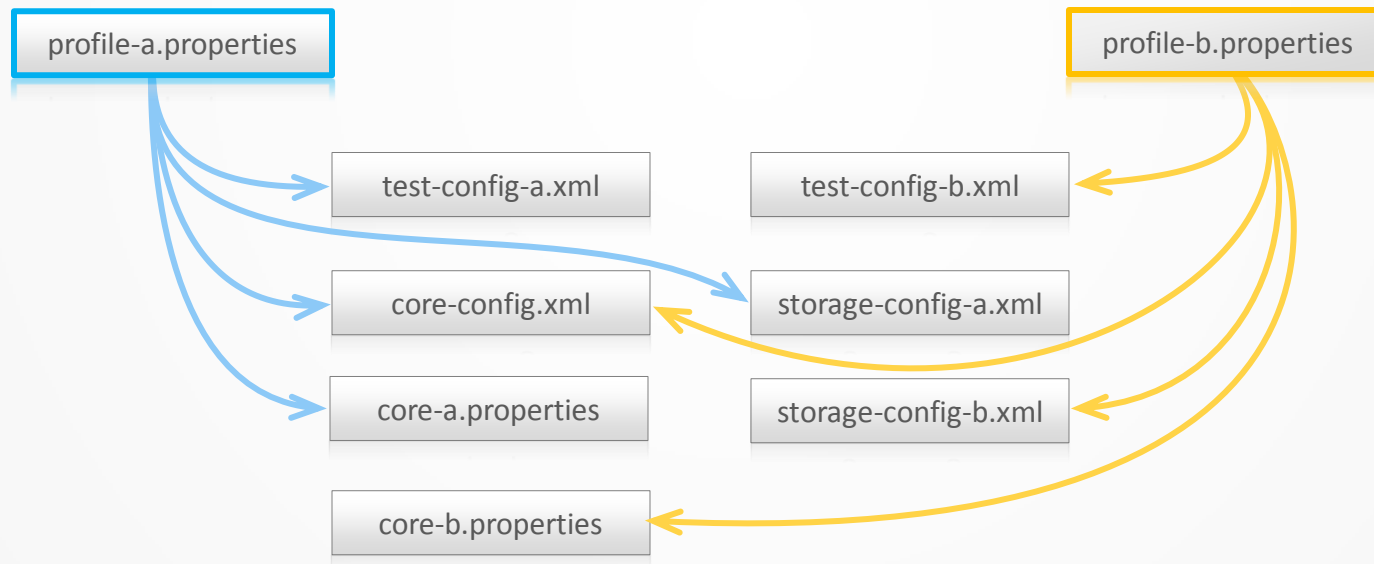 profile-a.properties
profile-b.properties
test-config-a.xml
test-config-b.xml
core-config.xml
storage-config-a.xml
core-a.properties
storage-config-b.xml
core-b.properties